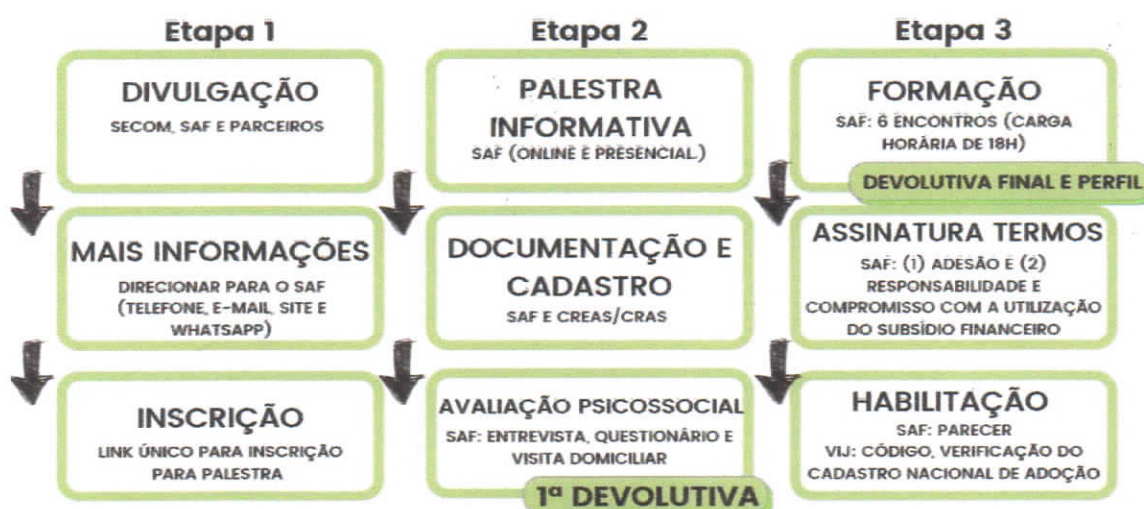 Etapa 1
DIVULGAÇÃO
SECOM, SAF E PARCEIROS
MAIS INFORMAÇÕES
DIRECIONAR PARA O SAF
(TELEFONE, E-MAIL, SITE E
WHATSAPP)
INSCRIÇÃO
LINK ÚNICO PARA INSCRIÇÃO
PARA PALESTRA
Etapa 2
PALESTRA
INFORMATIVA
SAF (ONLINE E PRESENCIAL)
DOCUMENTAÇÃO E
CADASTRO
SAF E CREAS/CRAS
AVALIAÇÃO PSICOSSOCIAL
SAF: ENTREVISTA, QUESTIONÁRIO E
VISITA DOMICILIAR
1ª DEVOLUTIVA
Etapa 3
FORMAÇÃO
SAF: 6 ENCONTROS (CARGA
HORÁRIA DE 18H)
DEVOLUTIVA FINAL E PERFIL
ASSINATURA TERMOS
SAF: (1) ADESÃO E (2)
RESPONSABILIDADE E
COMPROMISSO COM A UTILIZAÇÃO
DO SUBSÍDIO FINANCEIRO
HABILITAÇÃO
SAF: PARECER
VIJ: CÓDIGO, VERIFICAÇÃO DO
CADASTRO NACIONAL DE ADOÇÃO